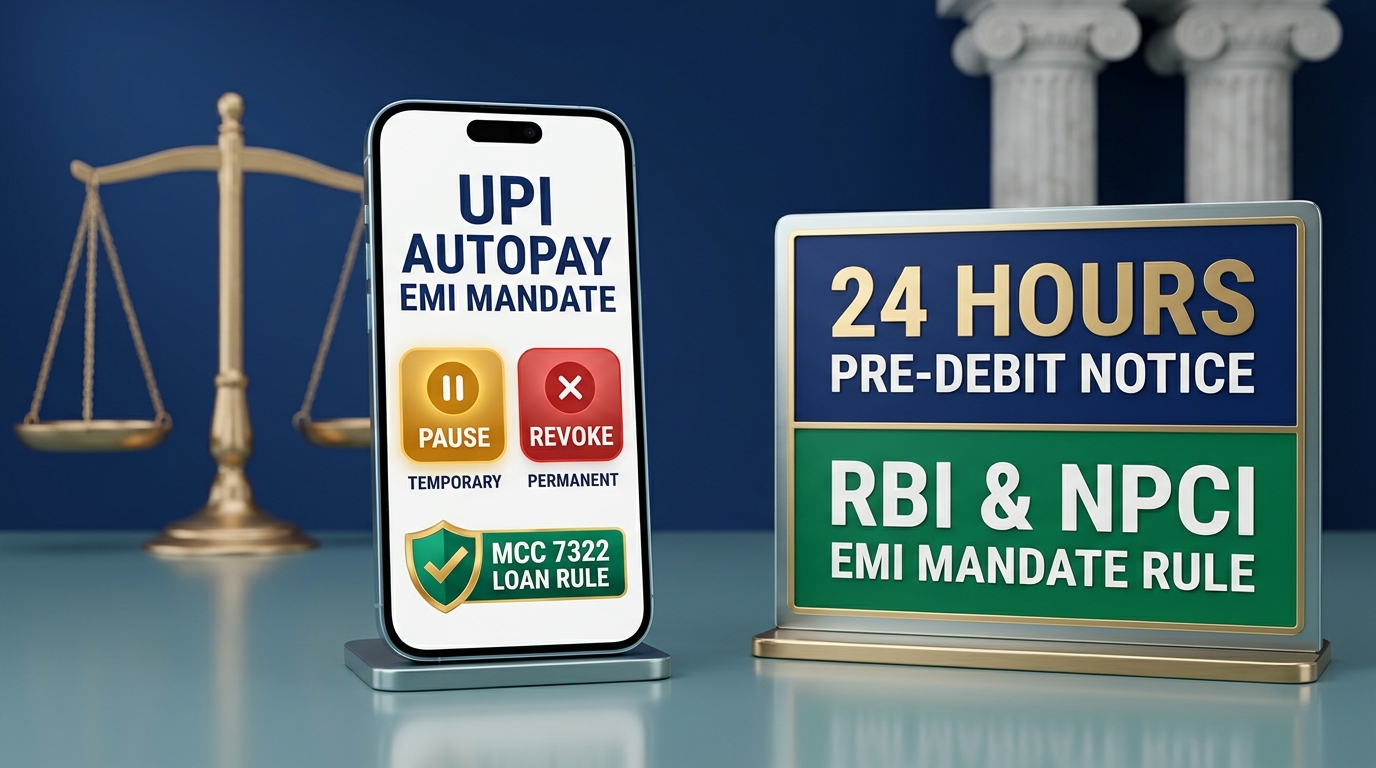 UPI
AUTOPAY
EMI MANDATE
PAUSE
REVOKE
TEMPORARY
PERMANENT
MCC 7322
LOAN RULE
24 HOURS
PRE-DEBIT NOTICE
RBI & NPCI
EMI MANDATE RULE